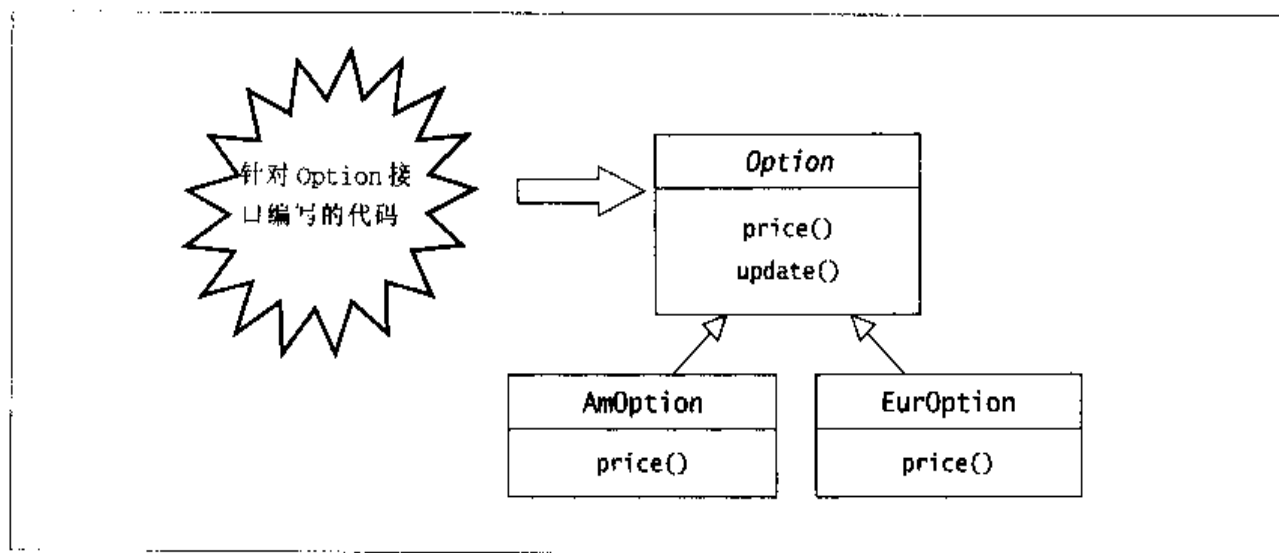 针对Option接
口编写的代码
Option
price()
update()
AmOption
price()
EurOption
price()